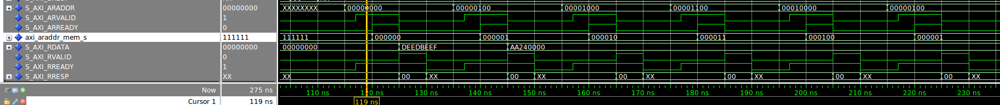 S_AXI_ARADDR 00000000 XXXXXXXX 00000000 00000100 00001000 00001100 00010000 00000100
S_AXI_ARVALID 1
S_AXI_ARREADY 0
axi_araddr_mem_s 111111 111111 000000 000001 000010 000011 000100 000001
S_AXI_RDATA 00000000 00000000 DEEDBEEF AA240000
S_AXI_RVALID 0
S_AXI_RREADY 1
S_AXI_RRESP XX XX 00 XX 00 XX 00 XX 00 XX 00 XX 00 XX
Now 275 ns 110 ns 120 ns 130 ns 140 ns 150 ns 160 ns 170 ns 180 ns 190 ns 200 ns 210 ns 220 ns 230 ns
Cursor 1 119 ns 119 ns